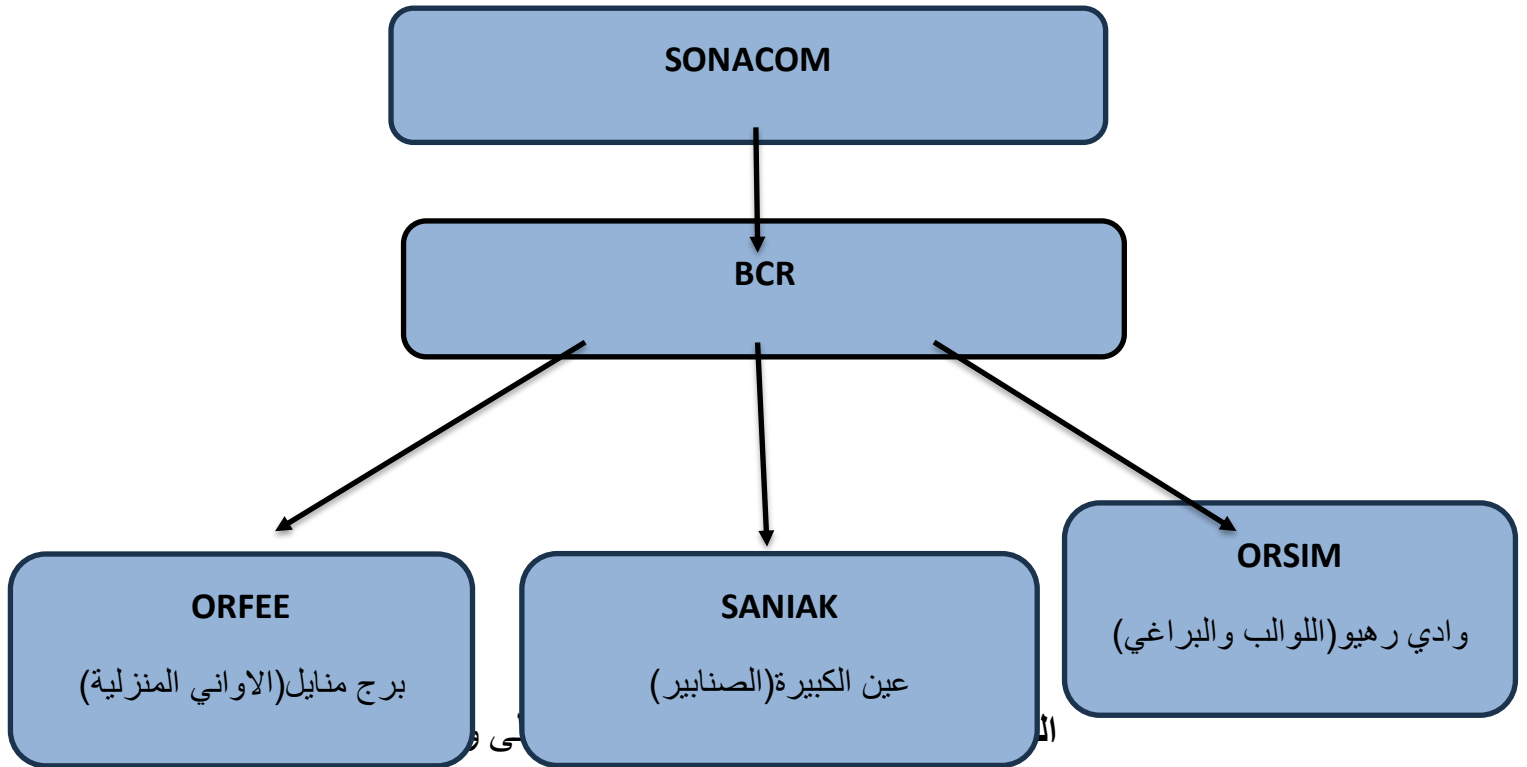 SONACOM
BCR
ORFEE
برج منايل(الاواني المنزلية)
SANIAK
عين الكبيرة(الصنابير)
ORSIM
وادي رهيو(اللوالب والبراغي)